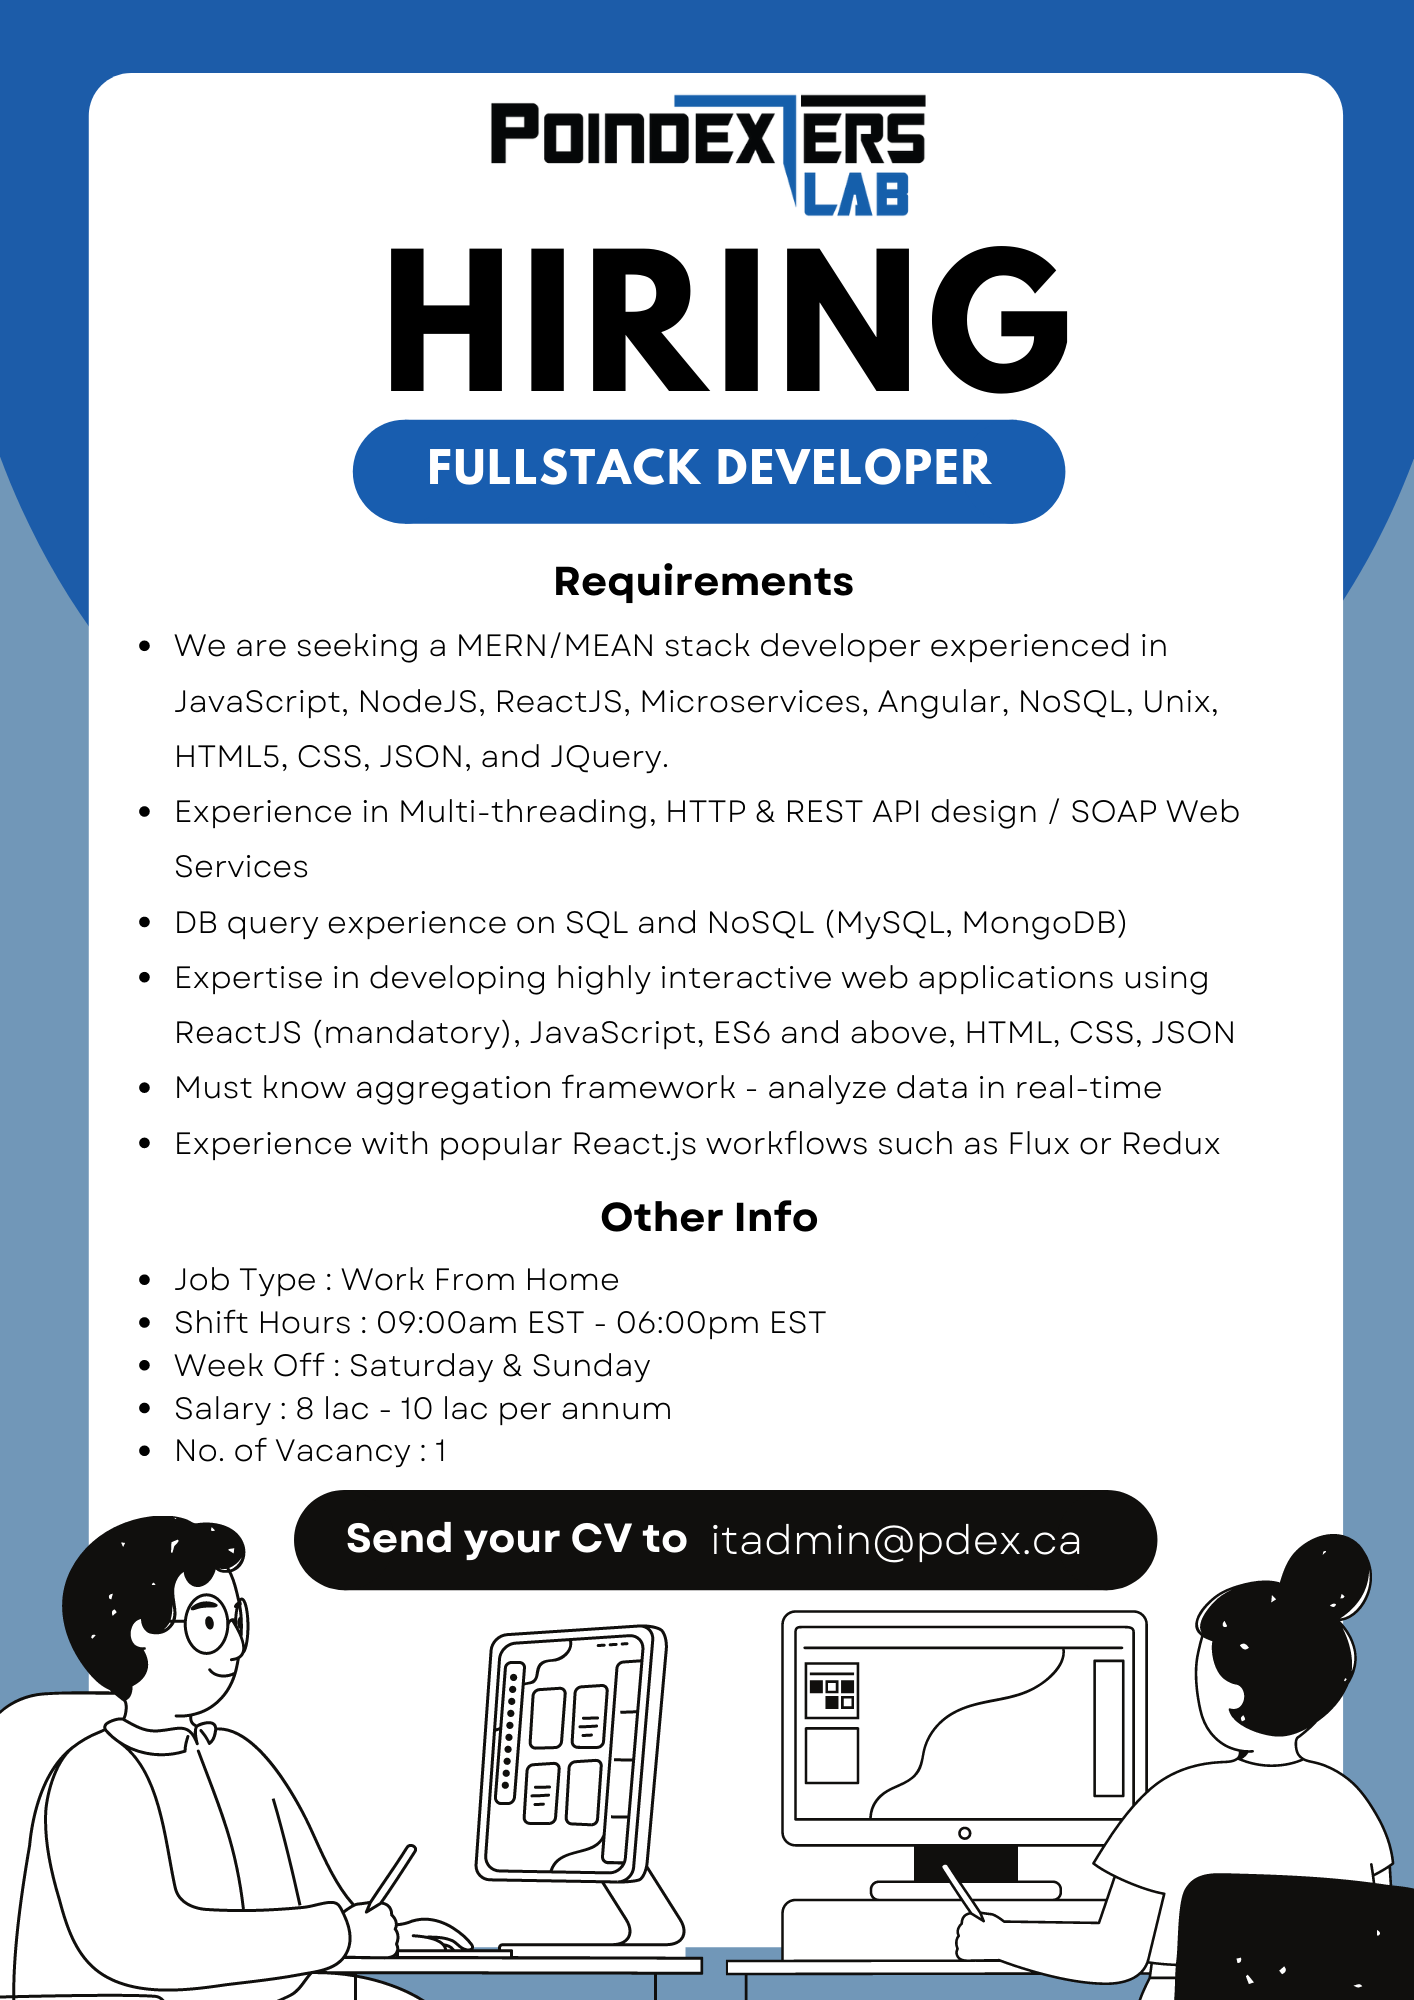 POINDEXTERS
LAB
HIRING
FULLSTACK DEVELOPER
Requirements
• We are seeking a MERN/MEAN stack developer experienced in
JavaScript, NodeJS, ReactJS, Microservices, Angular, NoSQL, Unix,
HTML5, CSS, JSON, and JQuery.
• Experience in Multi-threading, HTTP & REST API design / SOAP Web
Services
• DB query experience on SQL and NoSQL (MySQL, MongoDB)
• Expertise in developing highly interactive web applications using
ReactJS (mandatory), JavaScript, ES6 and above, HTML, CSS, JSON
• Must know aggregation framework - analyze data in real-time
• Experience with popular React.js workflows such as Flux or Redux
Other Info
• Job Type : Work From Home
• Shift Hours : 09:00am EST - 06:00pm EST
• Week Off : Saturday & Sunday
• Salary : 8 lac - 10 lac per annum
• No. of Vacancy : 1
Send your CV to itadmin@pdex.ca